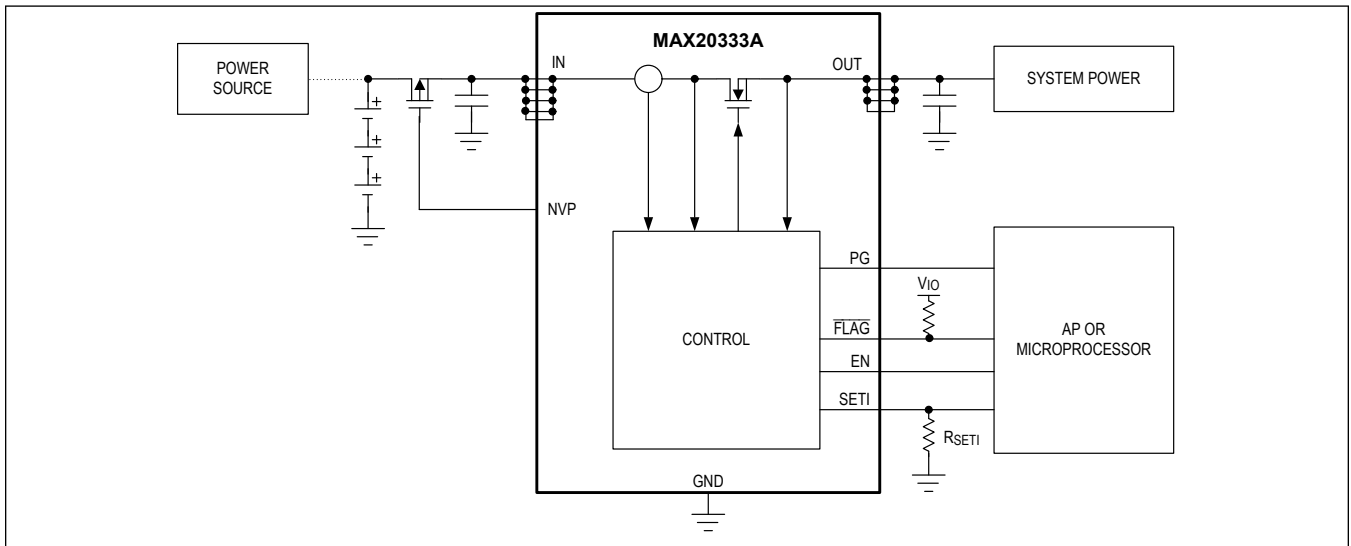 MAX20333A
POWER
SOURCE
IN
OUT
SYSTEM POWER
+
+
+
NVP
PG
VIO
CONTROL
FLAG
AP OR
MICROPROCESSOR
EN
SETI
RSETI
GND